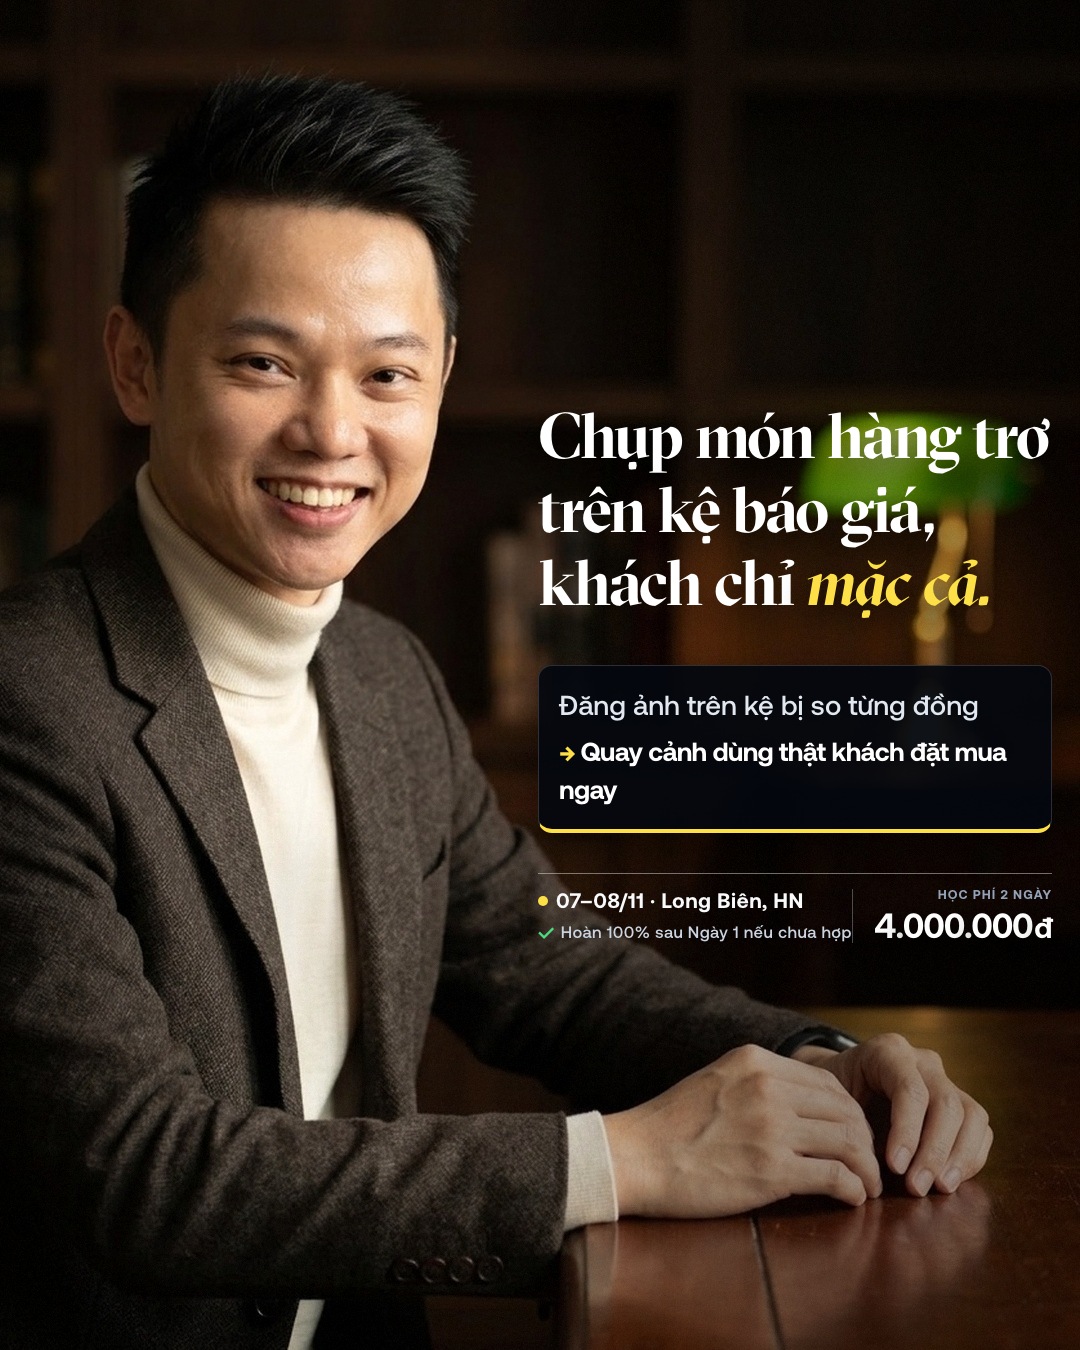 Chụp món hàng trơ
trên kệ báo giá,
khách chỉ mặc cả.
Đăng ảnh trên kệ bị so từng đồng
→ Quay cảnh dùng thật khách đặt mua
ngay
07–08/11 · Long Biên, HN
✓ Hoàn 100% sau Ngày 1 nếu chưa hợp
HỌC PHÍ 2 NGÀY
4.000.000đ